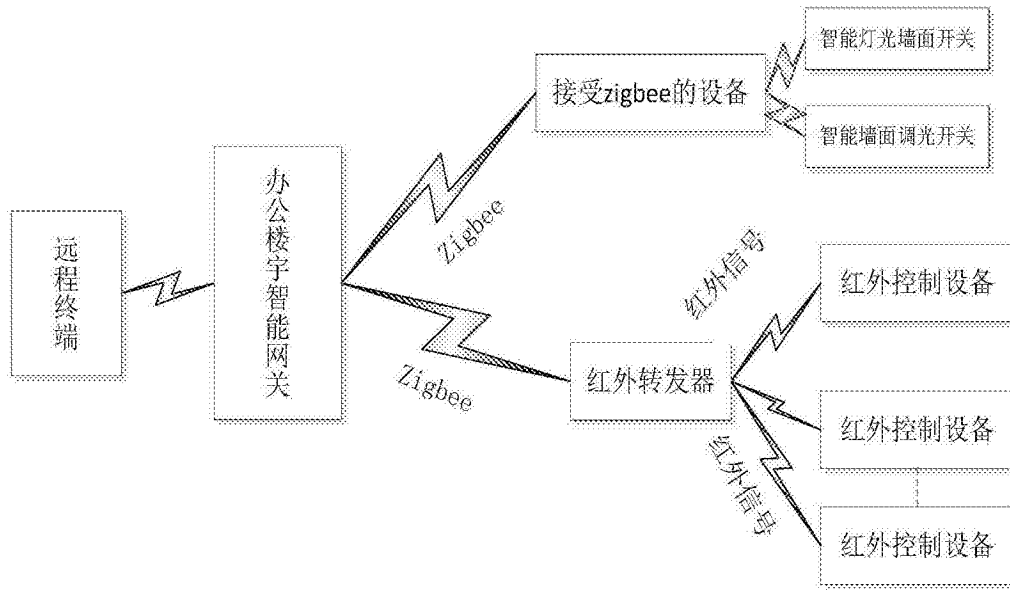 远程终端
办公楼宇智能网关
Zigbee
Zigbee
接受zigbee的设备
智能灯光墙面开关
智能墙面调光开关
红外转发器
红外信号
红外信号
红外控制设备
红外控制设备
红外控制设备